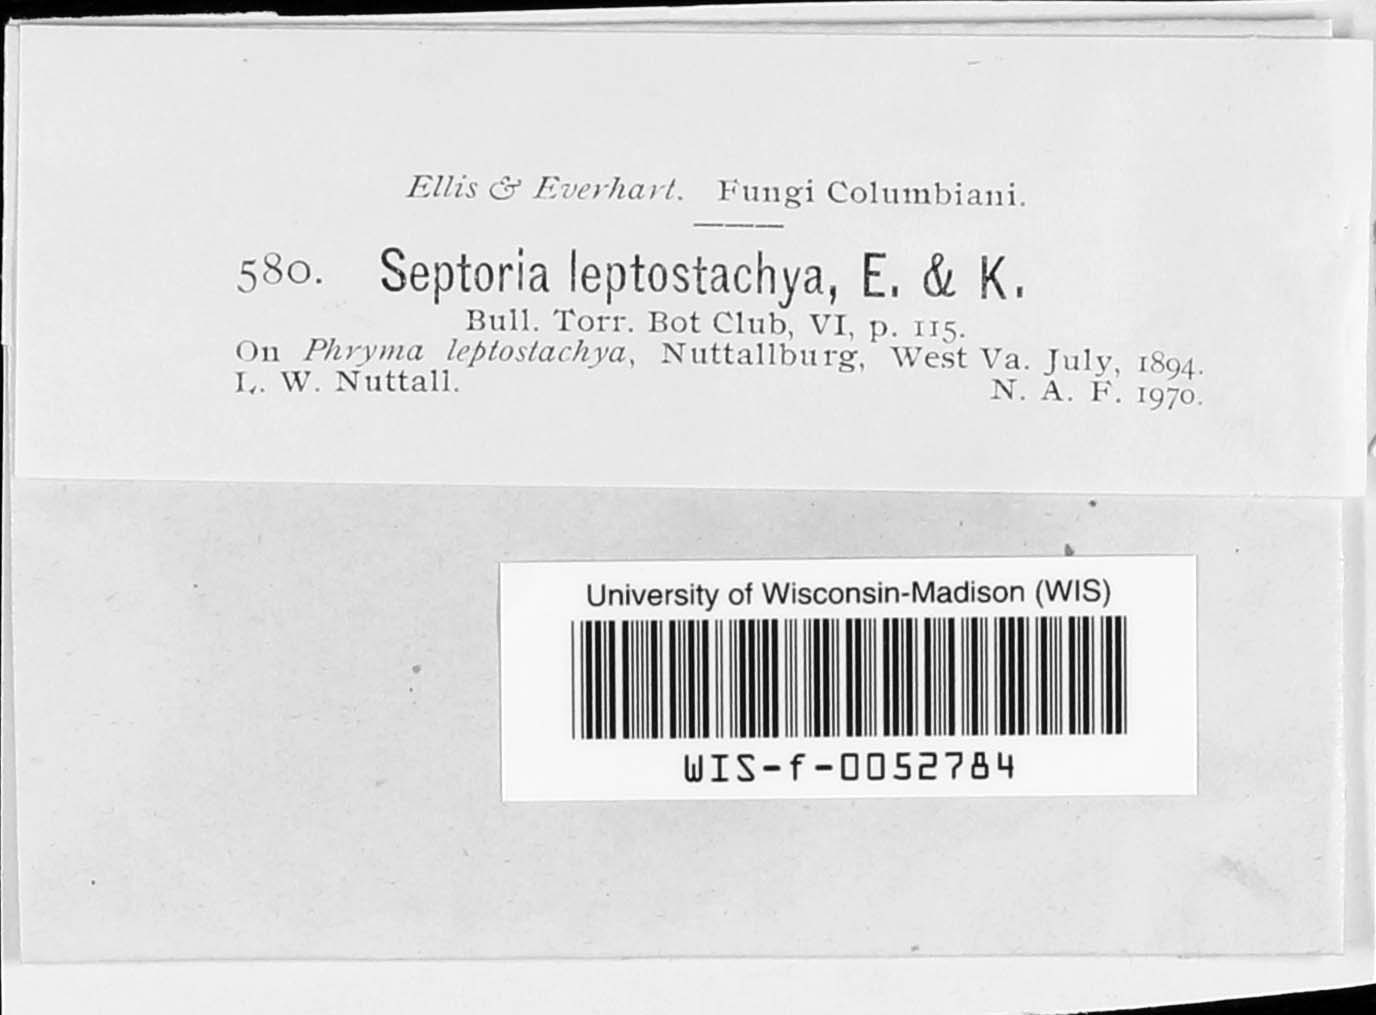 Ellis & Everhart. Fungi Columbiani.
580. Septoria leptostachya, E. & K.
Bull. Torr. Bot Club, VI, p. 115.
On Phryma leptostachya, Nuttallburg, West Va. July, 1894.
L. W. Nuttall. N. A. F. 1970.
University of Wisconsin-Madison (WIS)
WIS-f-0052784